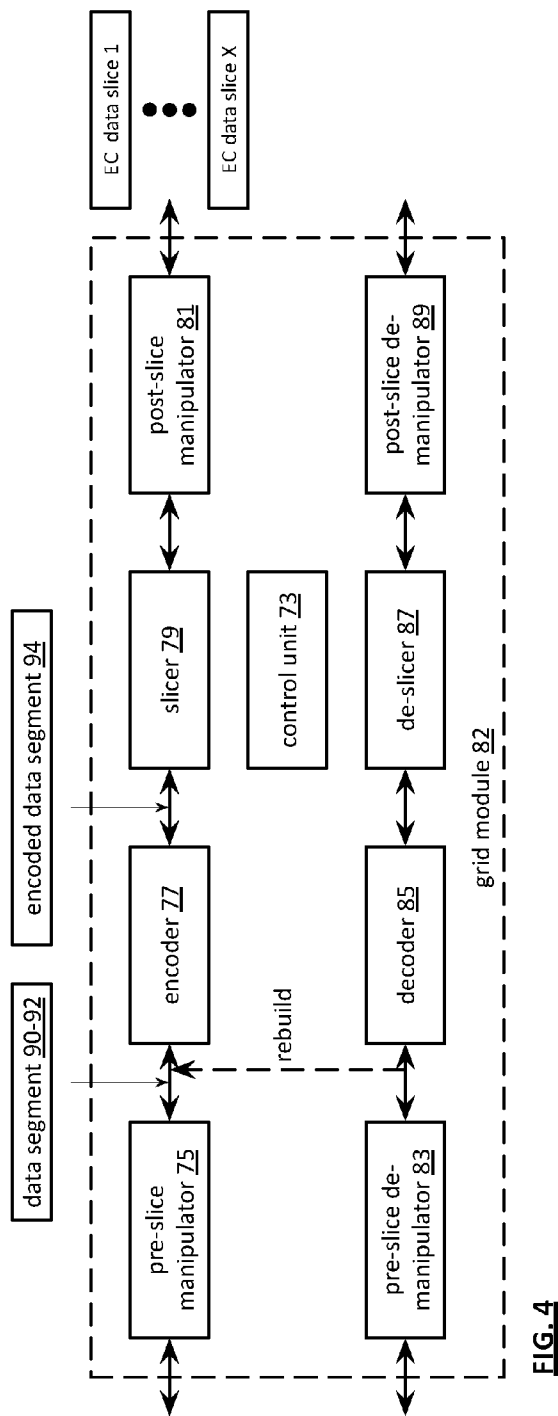 data segment 90-92
encoded data segment 94
EC data slice 1
EC data slice X
pre-slice
manipulator 75
encoder 77
slicer 79
post-slice
manipulator 81
rebuild
control unit 73
pre-slice de-
manipulator 83
decoder 85
de-slicer 87
post-slice de-
manipulator 89
grid module 82
FIG. 4